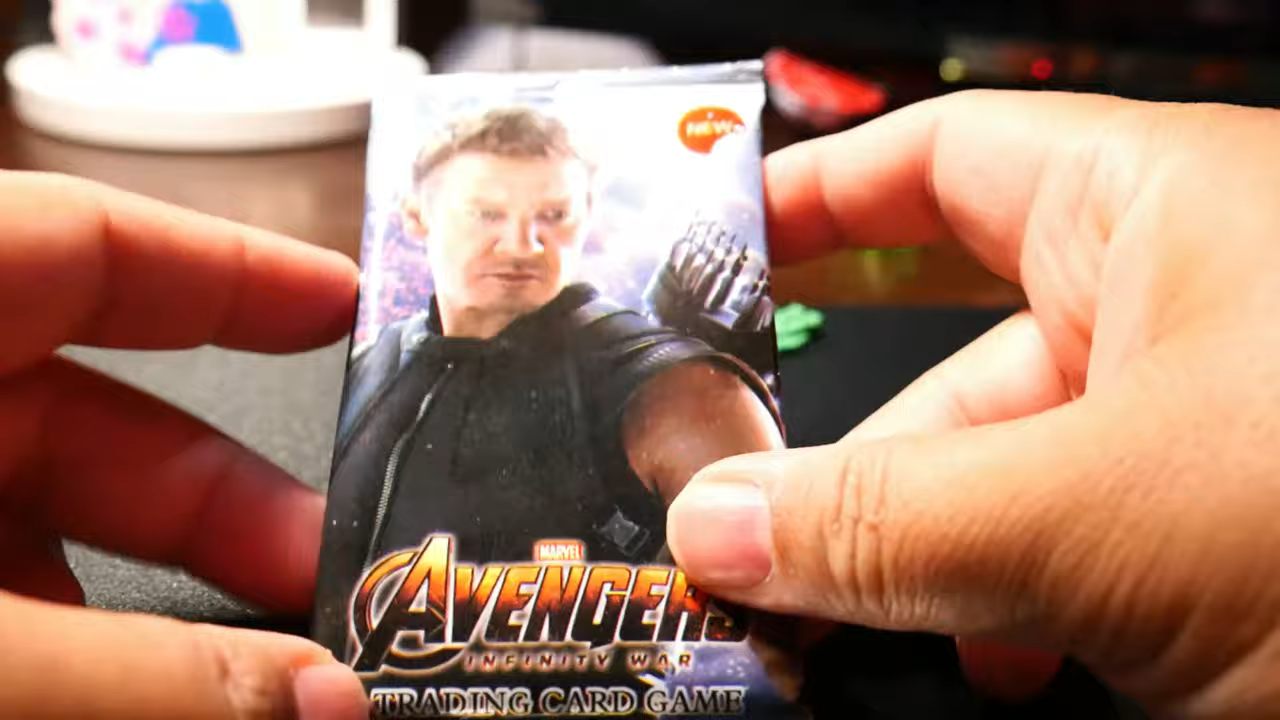 NEW
MARVEL
AVENGERS
INFINITY WAR
TRADING CARD GAME